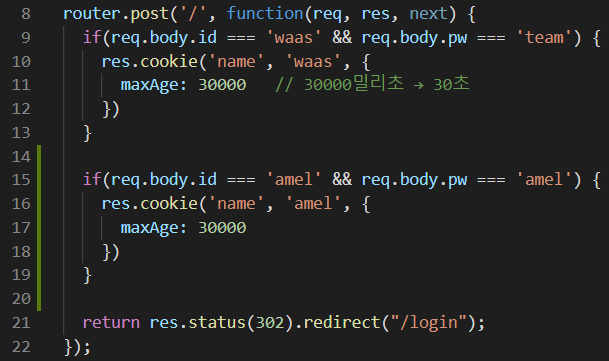 8 router.post('/', function(req, res, next) {
9 if(req.body.id === 'waas' && req.body.pw === 'team') {
10 res.cookie('name', 'waas', {
11 maxAge: 30000 // 30000밀리초 → 30초
12 })
13 }
14
15 if(req.body.id === 'amel' && req.body.pw === 'amel') {
16 res.cookie('name', 'amel', {
17 maxAge: 30000
18 })
19 }
20
21 return res.status(302).redirect("/login");
22 });